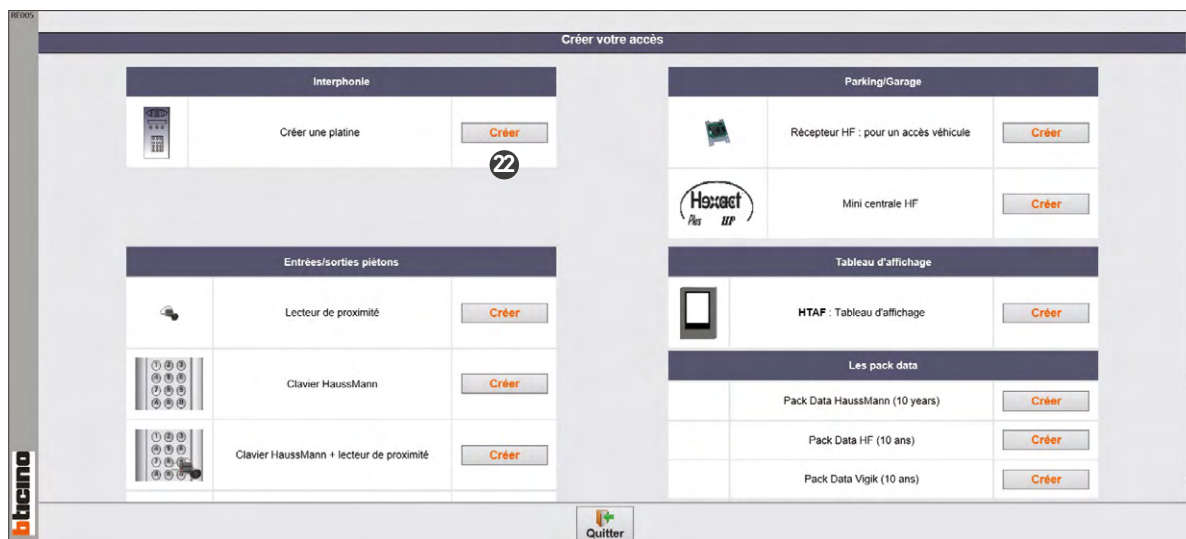 RE005
Créer votre accès
Interphonie
Créer une platine
Créer
22
Entrées/sorties piétons
Lecteur de proximité
Créer
Clavier HaussMann
Créer
Clavier HaussMann + lecteur de proximité
Créer
Parking/Garage
Récepteur HF : pour un accès véhicule
Créer
Hexact
Plus HF
Mini centrale HF
Créer
Tableau d'affichage
HTAF : Tableau d'affichage
Créer
Les pack data
Pack Data HaussMann (10 years)
Créer
Pack Data HF (10 ans)
Créer
Pack Data Vigik (10 ans)
Créer
bticino
Quitter